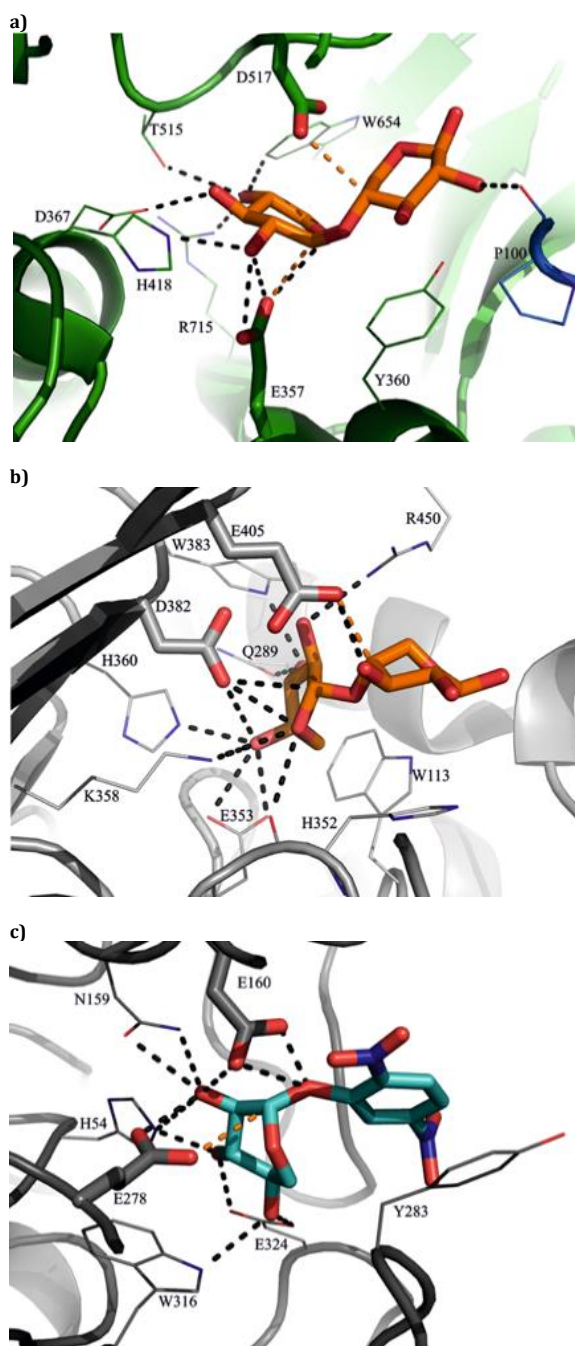 a)
D517
T515
W654
D367
P100
H418
R715
Y360
E357
b)
E405
R450
W383
D382
Q289
H360
W113
K358
E353
H352
c)
E160
N159
H54
E278
Y283
E324
W316